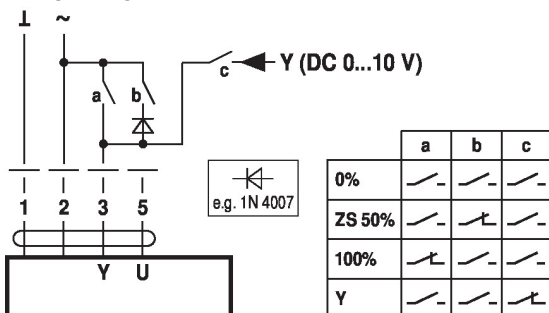 ⊥ ~
a b c Y (DC 0...10 V)
1 2 3 5
Y U
e.g. 1N 4007
a b c
0%
ZS 50%
100%
Y